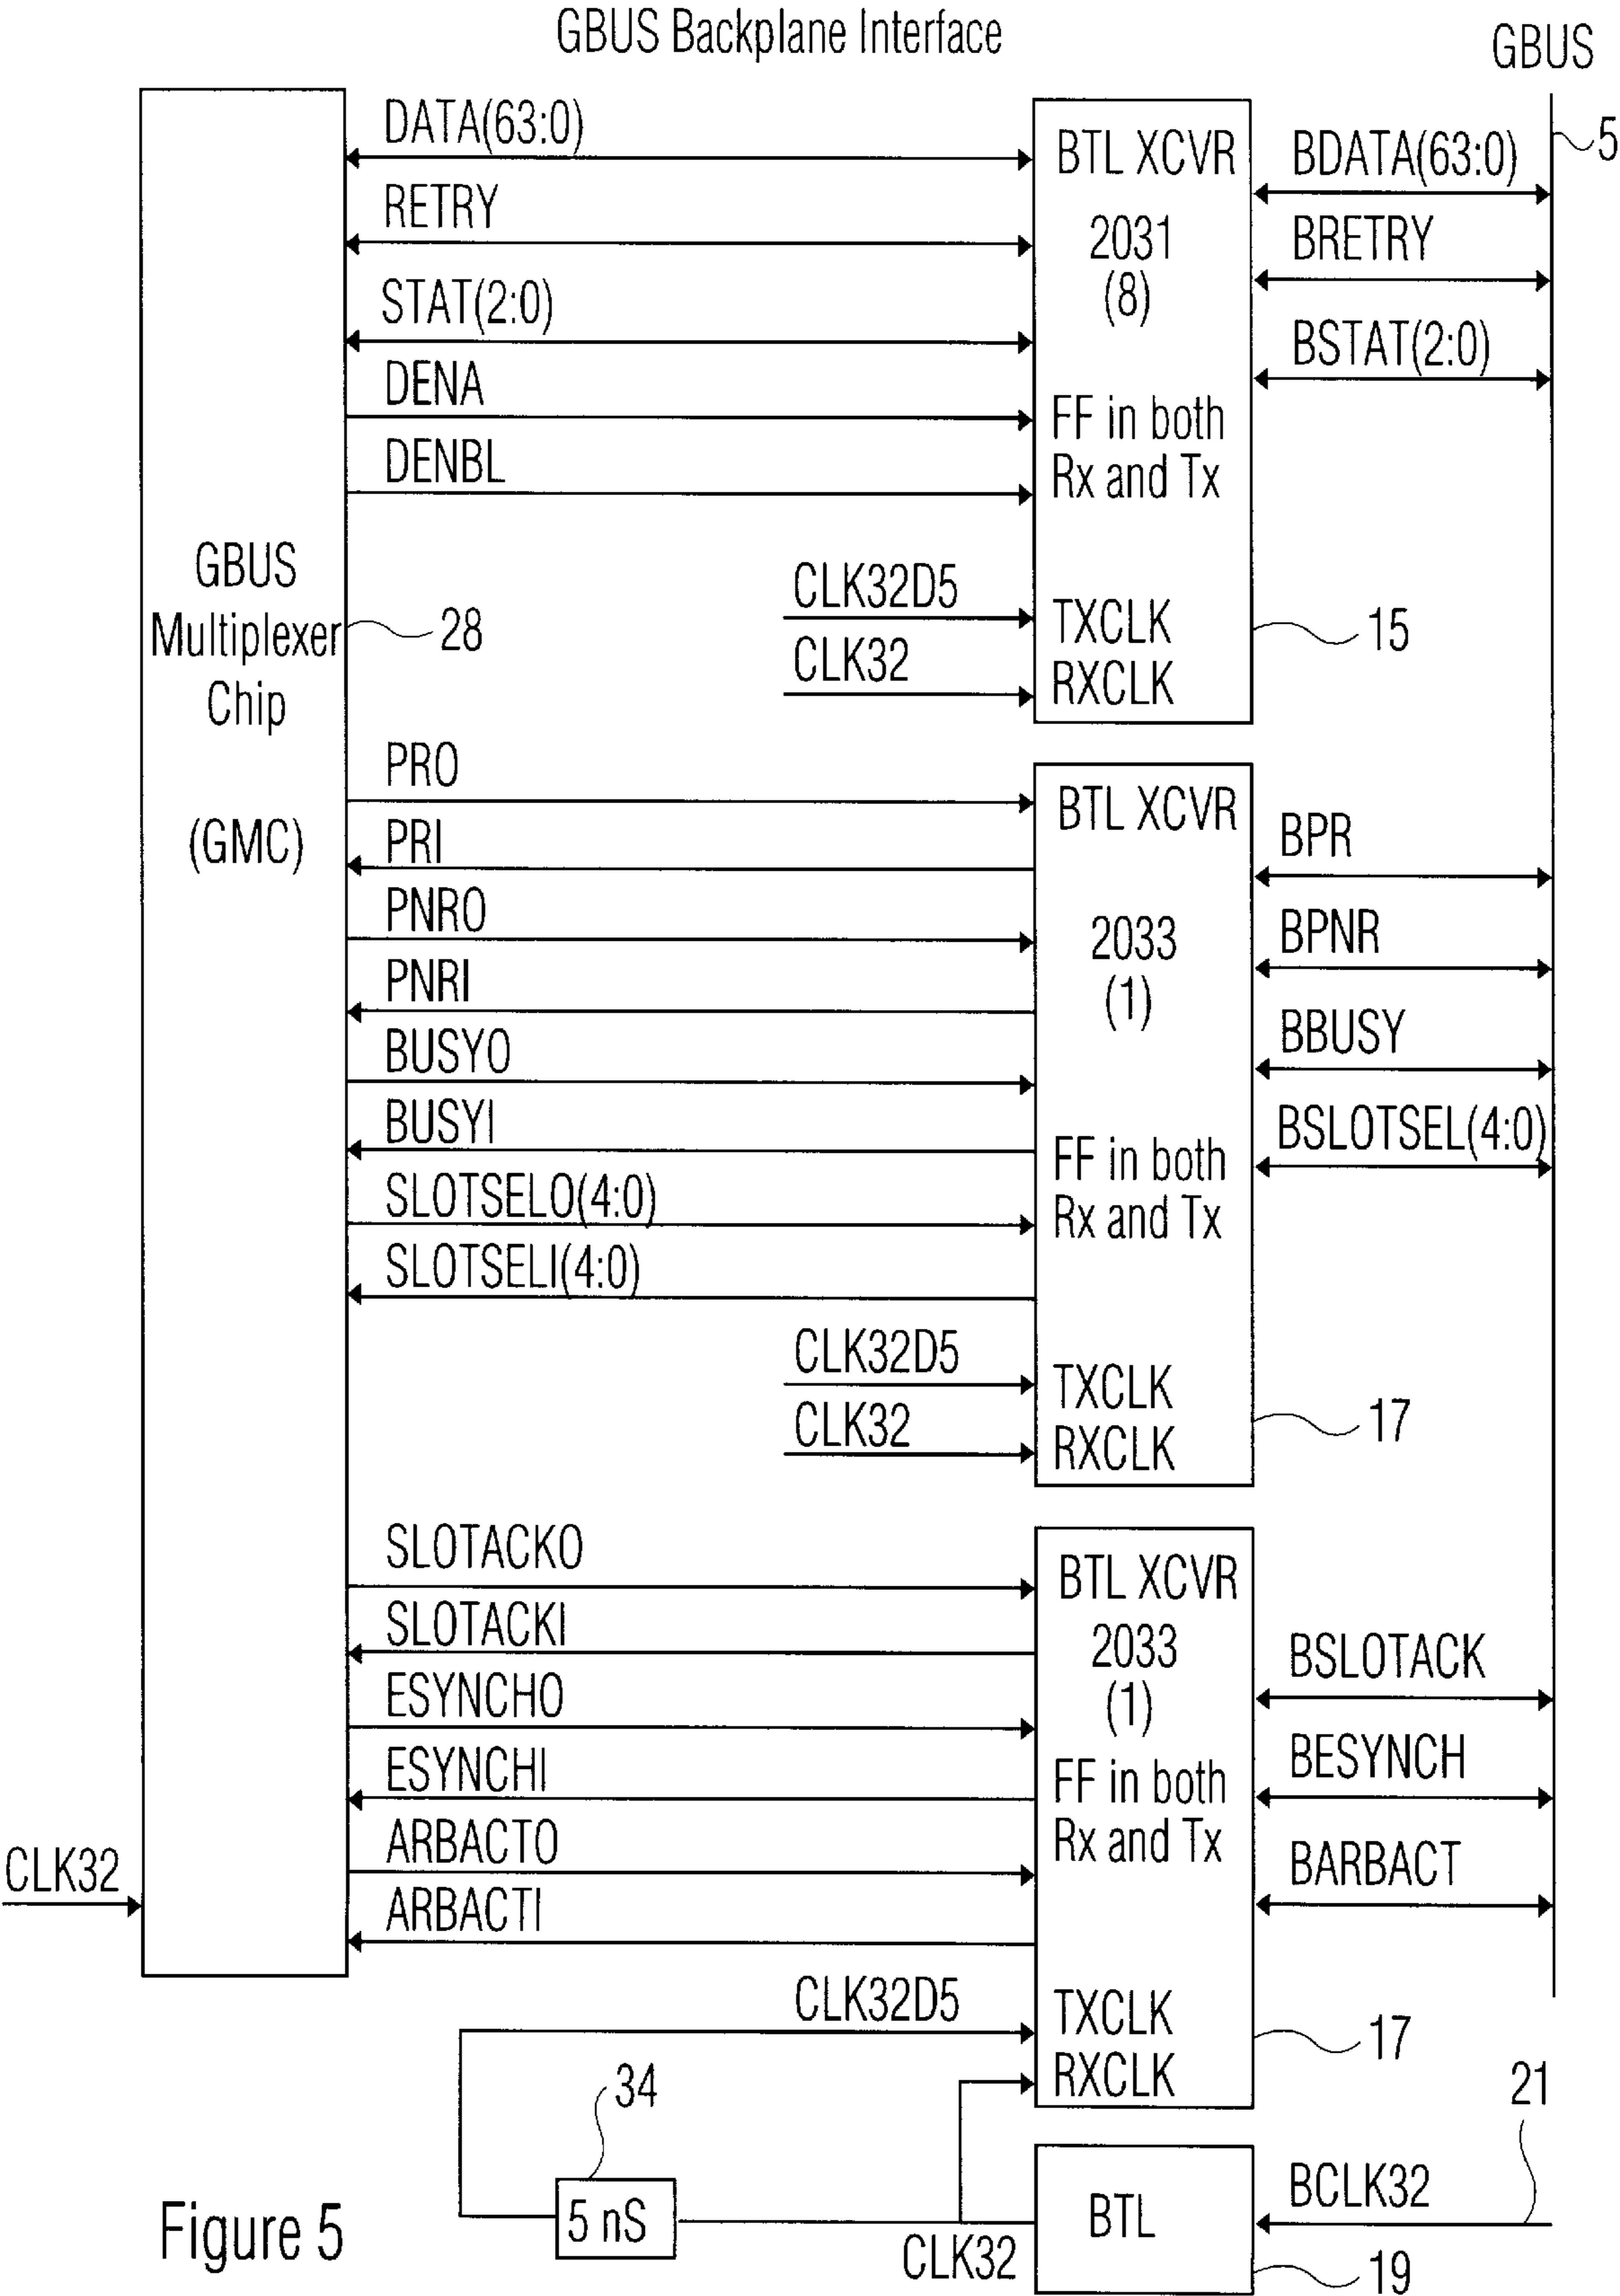 GBUS Backplane Interface
GBUS
5
DATA(63:0)
RETRY
STAT(2:0)
DENA
DENBL
BTL XCVR
2031
(8)
FF in both
Rx and Tx
BDATA(63:0)
BRETRY
BSTAT(2:0)
CLK32D5
TXCLK
CLK32
RXCLK
15
GBUS
Multiplexer
Chip
(GMC)
28
PRO
PRI
PNRO
PNRI
BUSYO
BUSYI
SLOTSELO(4:0)
SLOTSELI(4:0)
BTL XCVR
2033
(1)
FF in both
Rx and Tx
BPR
BPNR
BBUSY
BSLOTSEL(4:0)
CLK32D5
TXCLK
CLK32
RXCLK
17
SLOTACKO
SLOTACKI
ESYNCHO
ESYNCHI
ARBACTO
ARBACTI
BTL XCVR
2033
(1)
FF in both
Rx and Tx
BSLOTACK
BESYNCH
BARBACT
CLK32
CLK32D5
TXCLK
RXCLK
17
34
5 nS
CLK32
BTL
BCLK32
21
19
Figure 5